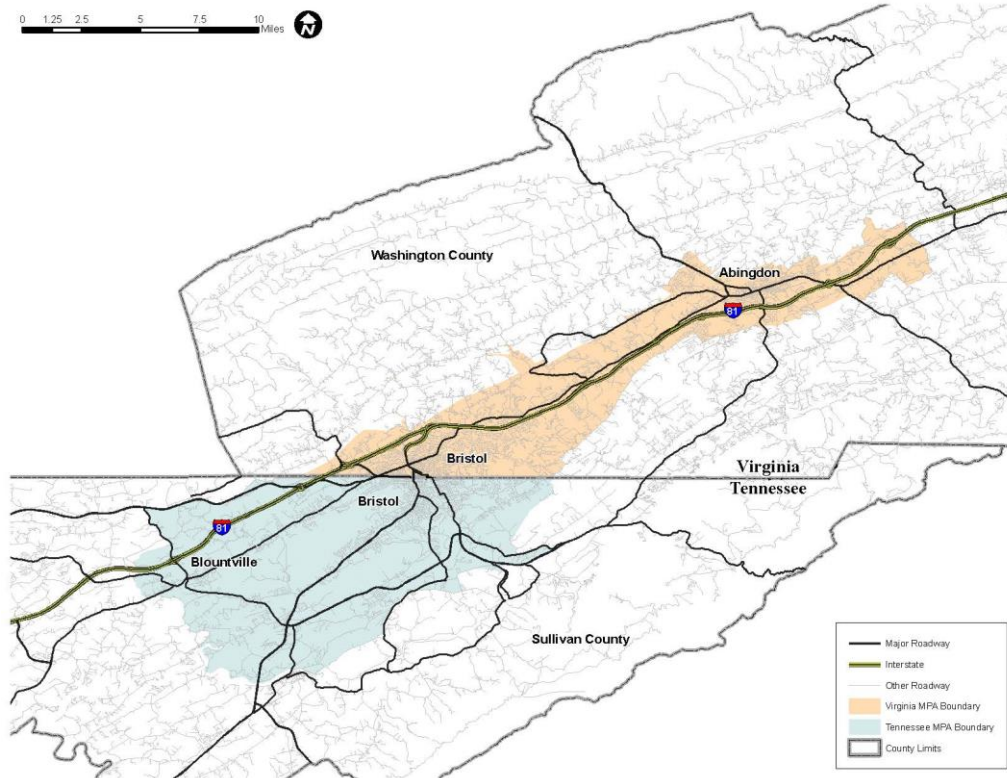 0 1.25 2.5 5 7.5 10
Miles
N
Washington County
Abingdon
81
Bristol
Virginia
Tennessee
Bristol
81
Blountville
Sullivan County
Major Roadway
Interstate
Other Roadway
Virginia MPA Boundary
Tennessee MPA Boundary
County Limits